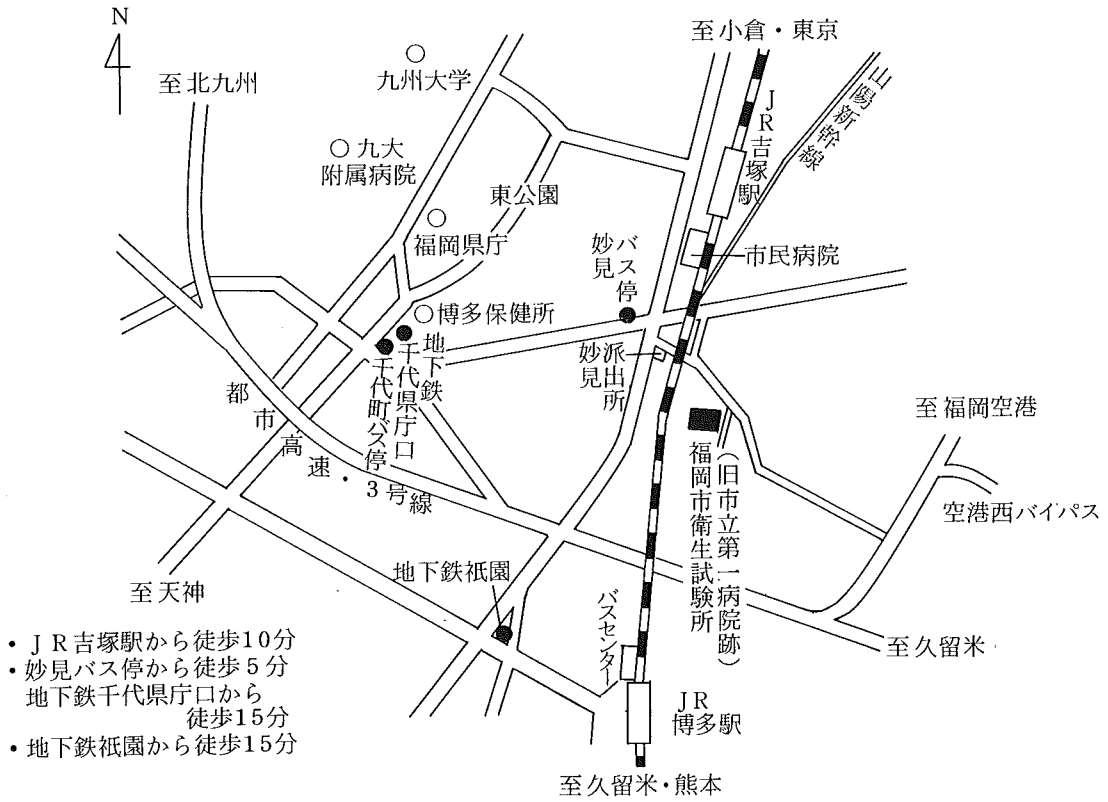 N
至小倉・東京
九州大学
至北九州
山陽新幹線
JR吉塚駅
九大
附属病院
東公園
福岡県庁
バス停
妙見
市民病院
博多保健所
地下鉄
千代県庁口
千代町バス停
派出所
妙見
都市高速・3号線
至福岡空港
空港西バイパス
(旧市立第一病院跡)
福岡市衛生試験所
地下鉄祇園
至天神
バスセンター
至久留米
JR
博多駅
至久留米・熊本
・JR吉塚駅から徒歩10分
・妙見バス停から徒歩5分
地下鉄千代県庁口から
徒歩15分
・地下鉄祇園から徒歩15分